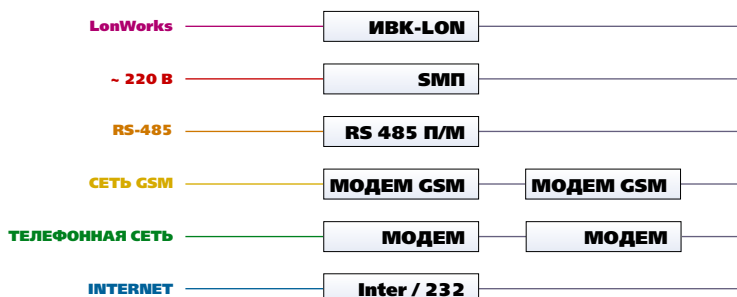 LonWorks ИВК-LON
~ 220 В SМП
RS-485 RS 485 П/М
СЕТЬ GSM МОДЕМ GSM МОДЕМ GSM
ТЕЛЕФОННАЯ СЕТЬ МОДЕМ МОДЕМ
INTERNET Inter / 232